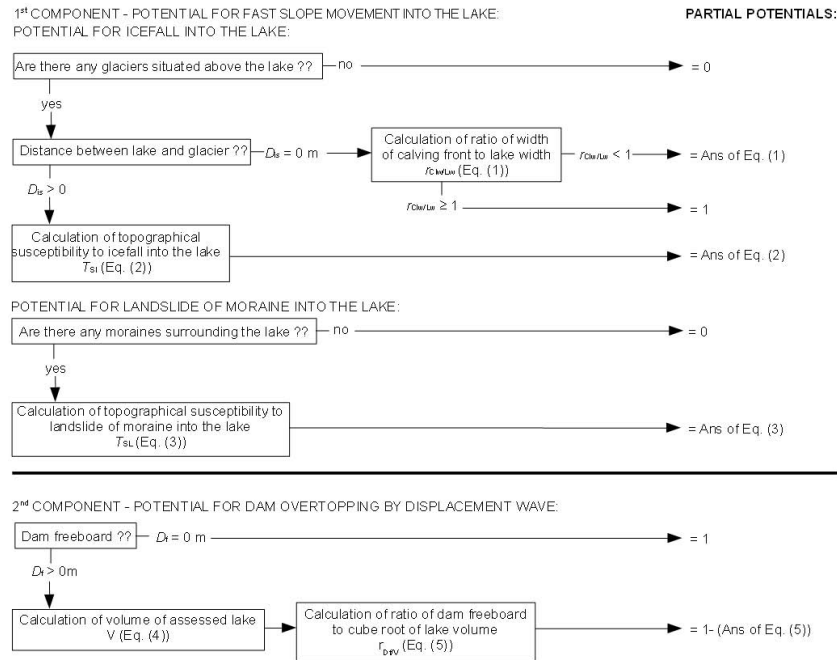 1st COMPONENT - POTENTIAL FOR FAST SLOPE MOVEMENT INTO THE LAKE: PARTIAL POTENTIALS:
POTENTIAL FOR ICEFALL INTO THE LAKE:
Are there any glaciers situated above the lake ?? no = 0
yes
Distance between lake and glacier ?? Dis = 0 m
Calculation of ratio of width
of calving front to lake width
rClw/Lw (Eq. (1))
rClw/Lw < 1 = Ans of Eq. (1)
Dis > 0
rClw/Lw ≥ 1 = 1
Calculation of topographical
susceptibility to icefall into the lake
TSI (Eq. (2))
= Ans of Eq. (2)
POTENTIAL FOR LANDSLIDE OF MORAINE INTO THE LAKE:
Are there any moraines surrounding the lake ?? no = 0
yes
Calculation of topographical susceptibility to
landslide of moraine into the lake
TSL (Eq. (3))
= Ans of Eq. (3)
2nd COMPONENT - POTENTIAL FOR DAM OVERTOPPING BY DISPLACEMENT WAVE:
Dam freeboard ?? Df = 0 m = 1
Df > 0m
Calculation of volume of assessed lake
V (Eq. (4))
Calculation of ratio of dam freeboard
to cube root of lake volume
rDf/V (Eq. (5))
= 1- (Ans of Eq. (5))